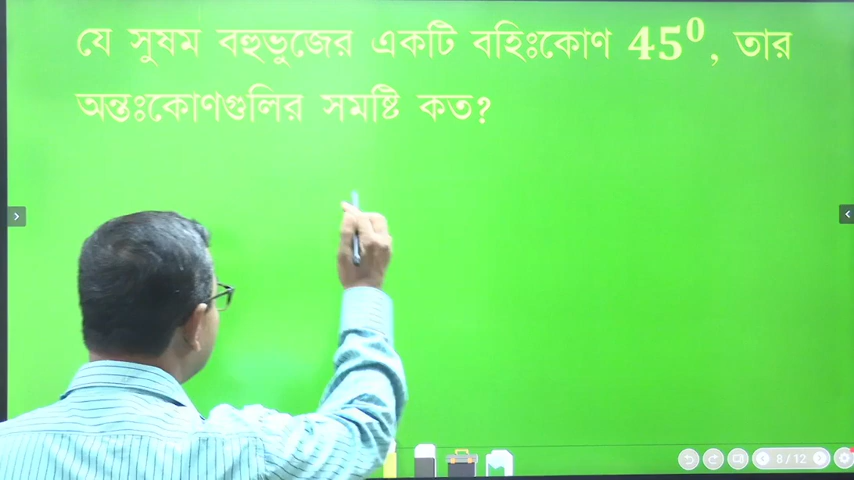 যে সুষম বহুভুজের একটি বহিঃকোণ 45⁰, তার
অন্তঃকোণগুলির সমষ্টি কত?
8/12